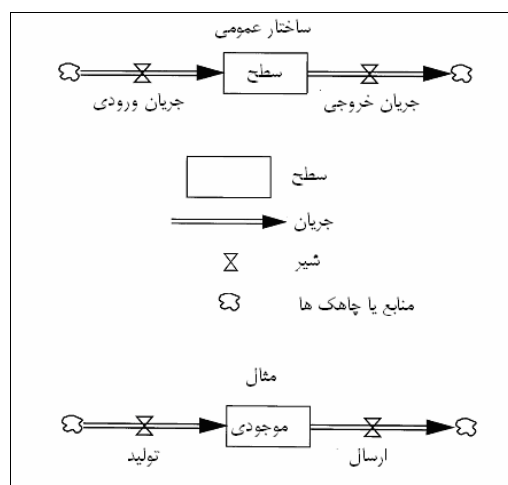 ساختار عمومی
سطح
جریان خروجی
جریان ورودی
سطح
جریان
شیر
منابع یا چاهک ها
مثال
موجودی
ارسال
تولید